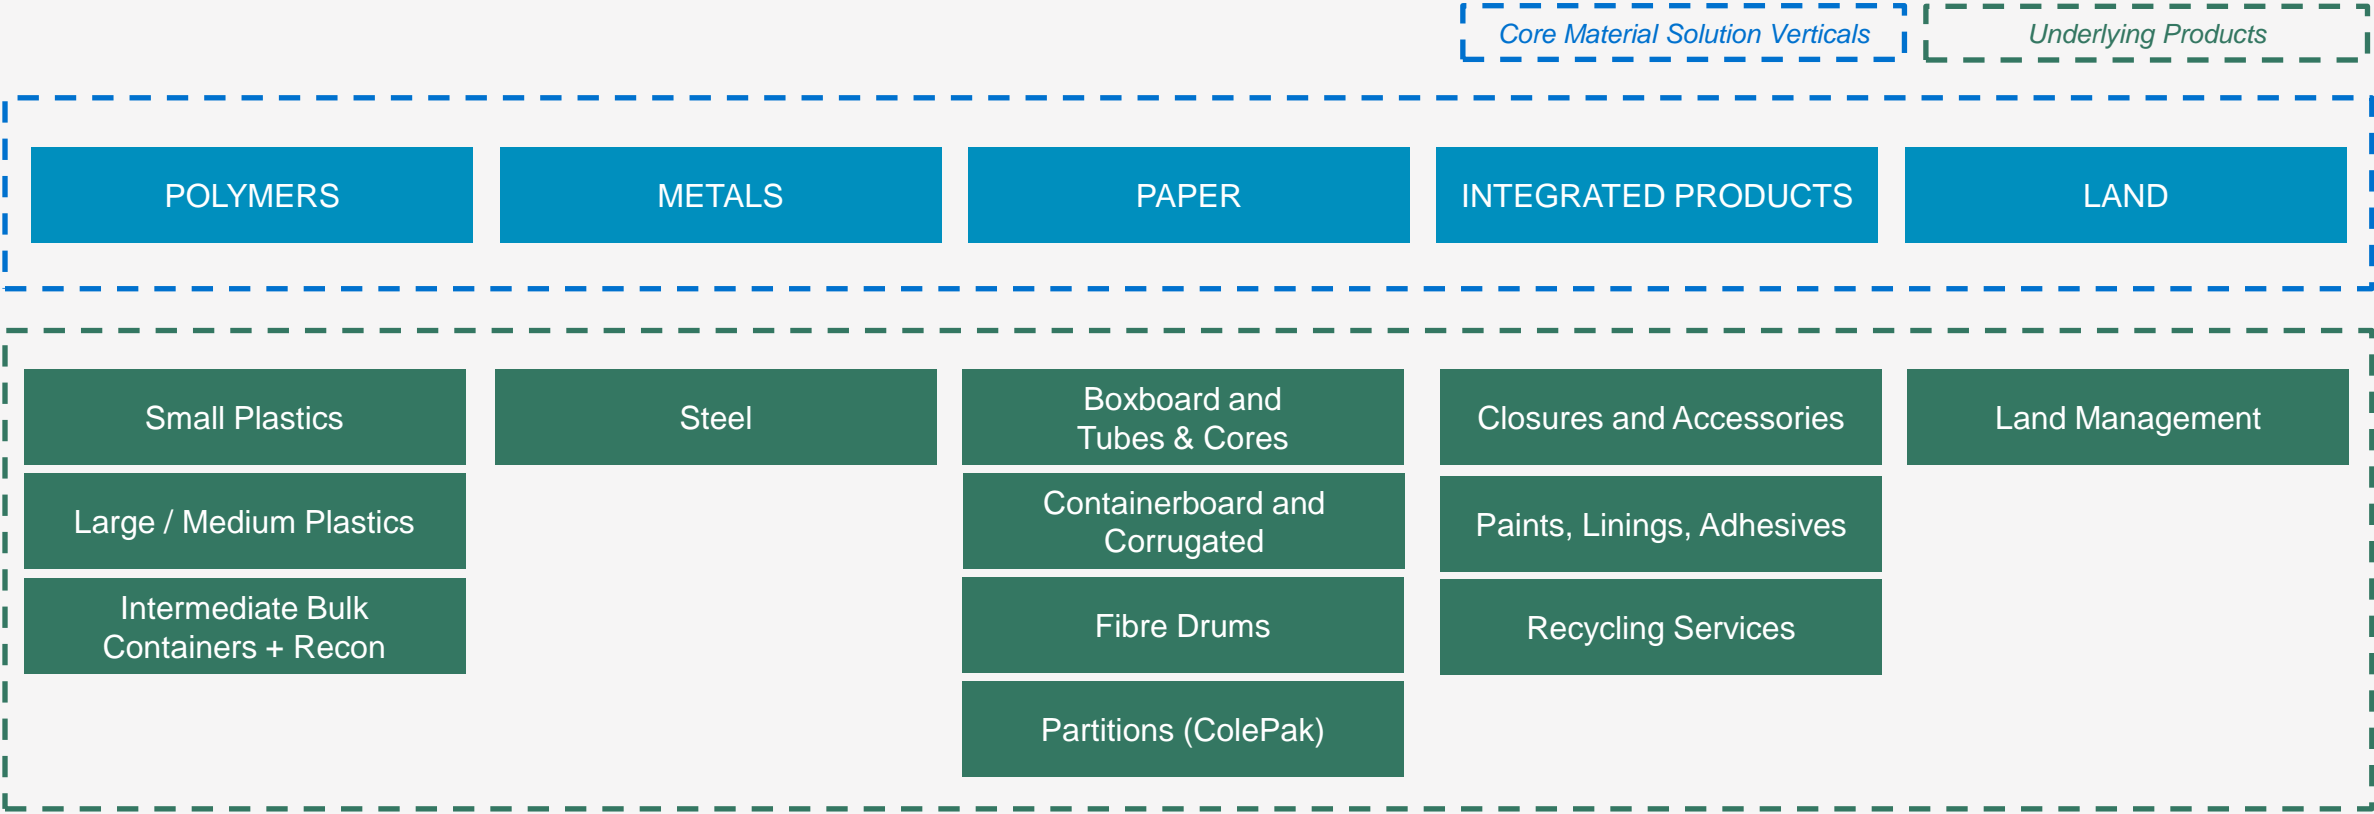 Core Material Solution Verticals
Underlying Products
POLYMERS
METALS
PAPER
INTEGRATED PRODUCTS
LAND
Small Plastics
Large / Medium Plastics
Intermediate Bulk
Containers + Recon
Steel
Boxboard and
Tubes & Cores
Containerboard and
Corrugated
Fibre Drums
Partitions (ColePak)
Closures and Accessories
Paints, Linings, Adhesives
Recycling Services
Land Management